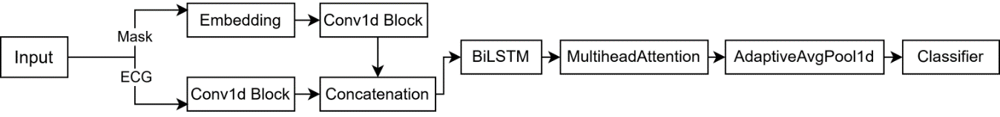 Input
Mask
ECG
Embedding
Conv1d Block
Conv1d Block
Concatenation
BiLSTM
MultiheadAttention
AdaptiveAvgPool1d
Classifier